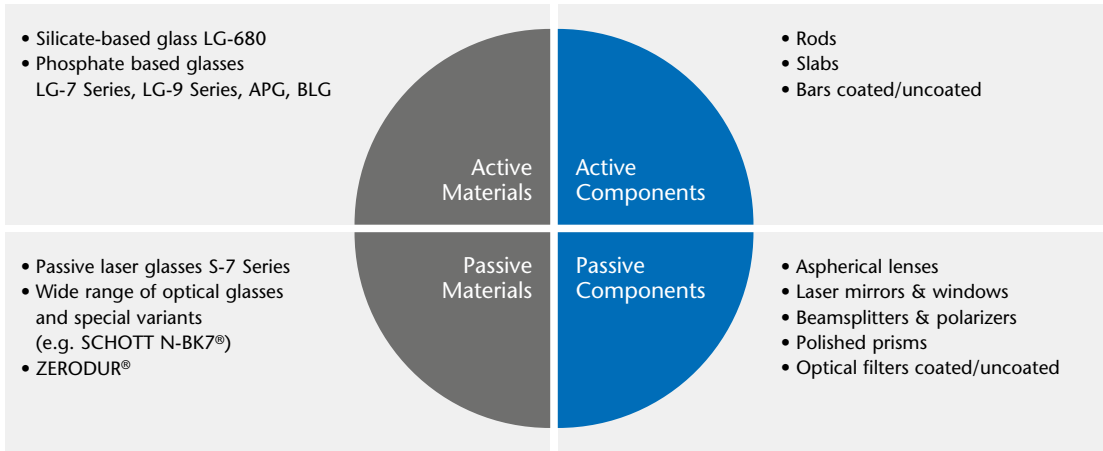 • Silicate-based glass LG-680
• Phosphate based glasses
LG-7 Series, LG-9 Series, APG, BLG
Active
Materials
Active
Components
• Rods
• Slabs
• Bars coated/uncoated
• Passive laser glasses S-7 Series
• Wide range of optical glasses
and special variants
(e.g. SCHOTT N-BK7®)
• ZERODUR®
Passive
Materials
Passive
Components
• Aspherical lenses
• Laser mirrors & windows
• Beamsplitters & polarizers
• Polished prisms
• Optical filters coated/uncoated